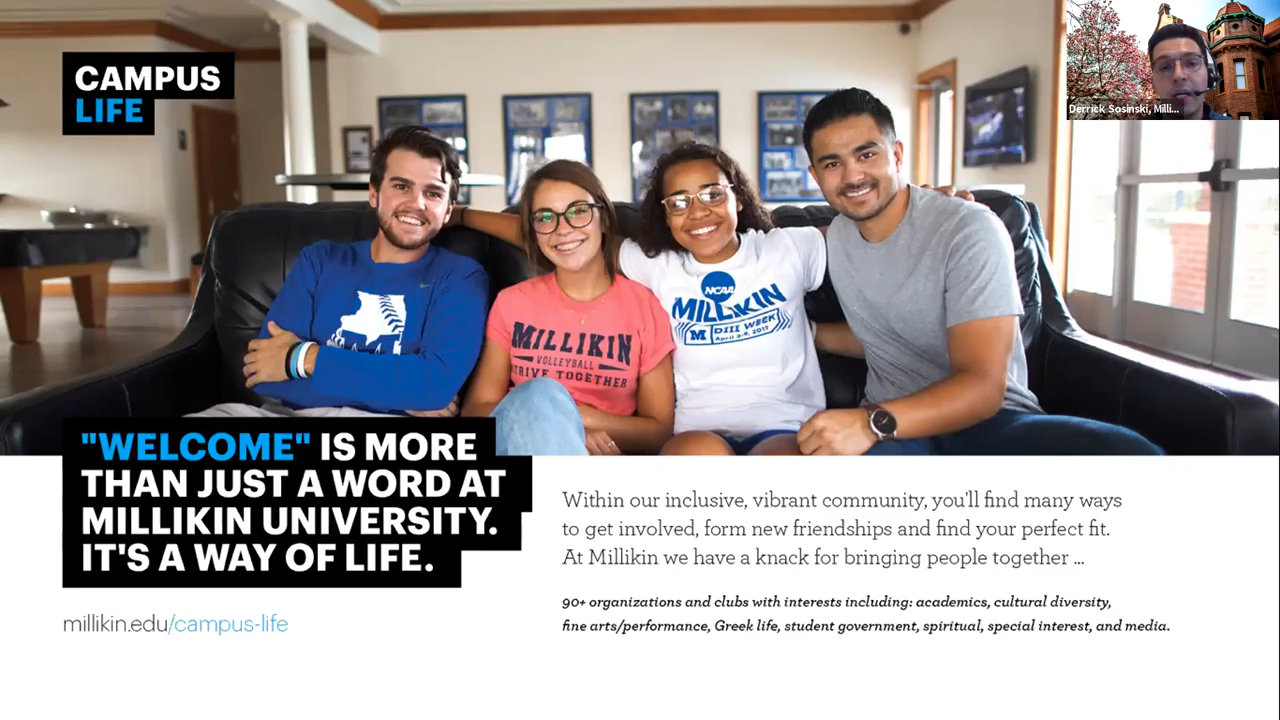 CAMPUS
LIFE
Derrick Sosinski, Milli...
NCAA
MILLIKIN
M DIII WEEK
April 3-9, 2017
MILLIKIN
VOLLEYBALL
STRIVE TOGETHER
"WELCOME" IS MORE
THAN JUST A WORD AT
MILLIKIN UNIVERSITY.
IT'S A WAY OF LIFE.
millikin.edu/campus-life
Within our inclusive, vibrant community, you'll find many ways
to get involved, form new friendships and find your perfect fit.
At Millikin we have a knack for bringing people together ...
90+ organizations and clubs with interests including: academics, cultural diversity,
fine arts/performance, Greek life, student government, spiritual, special interest, and media.